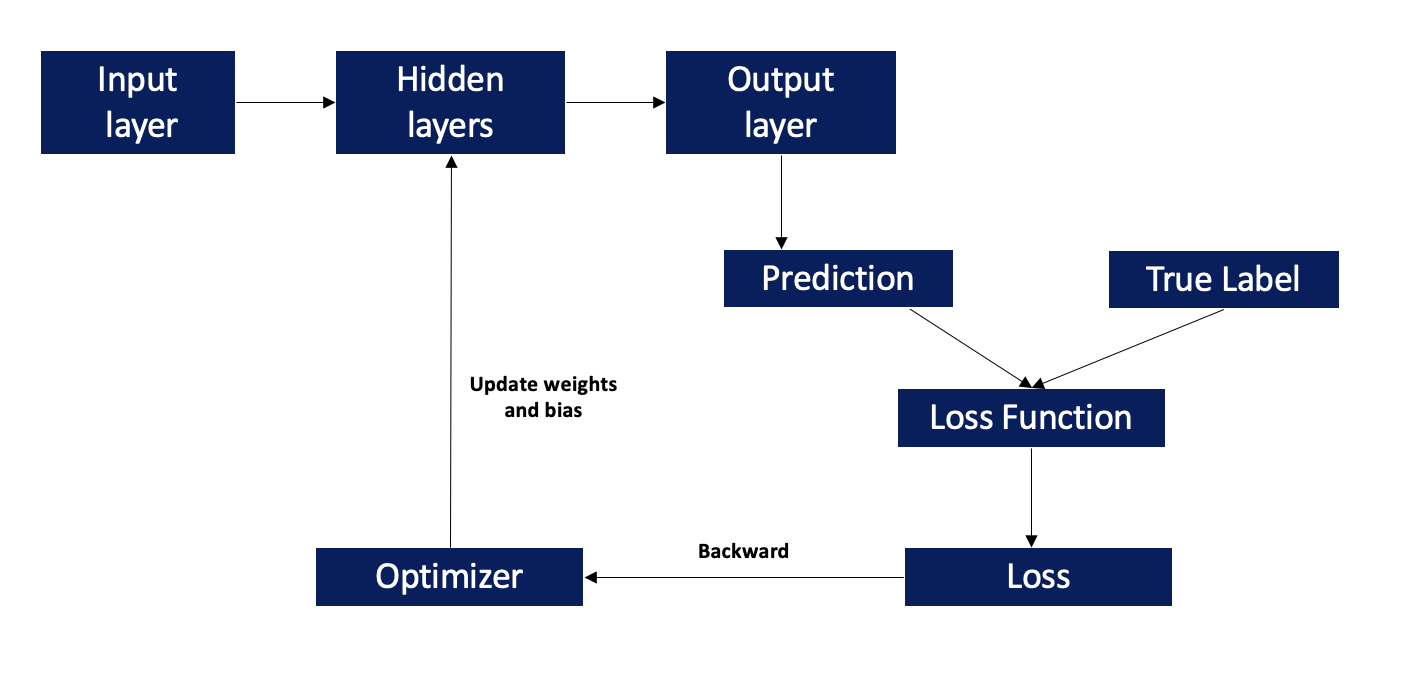 Input
layer
Hidden
layers
Output
layer
Prediction
True Label
Loss Function
Update weights
and bias
Backward
Optimizer
Loss